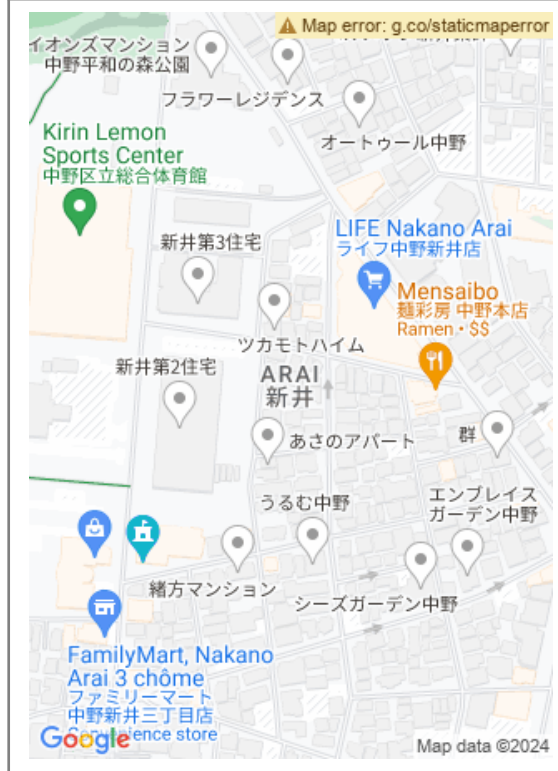 Map error: g.co/staticmaperror
イオンズマンション
中野平和の森公園
フラワーレジデンス
オートゥール中野
Kirin Lemon
Sports Center
中野区立総合体育館
LIFE Nakano Arai
ライフ中野新井店
新井第3住宅
Mensaibo
麺彩房 中野本店
Ramen • $$
ツカモトハイム
新井第2住宅
ARAI
新井
あさのアパート
群
うるむ中野
エンブレイス
ガーデン中野
緒方マンション
シーズガーデン中野
FamilyMart, Nakano
Arai 3 chôme
ファミリーマート
中野新井三丁目店
Convenience store
Google
Map data ©2024